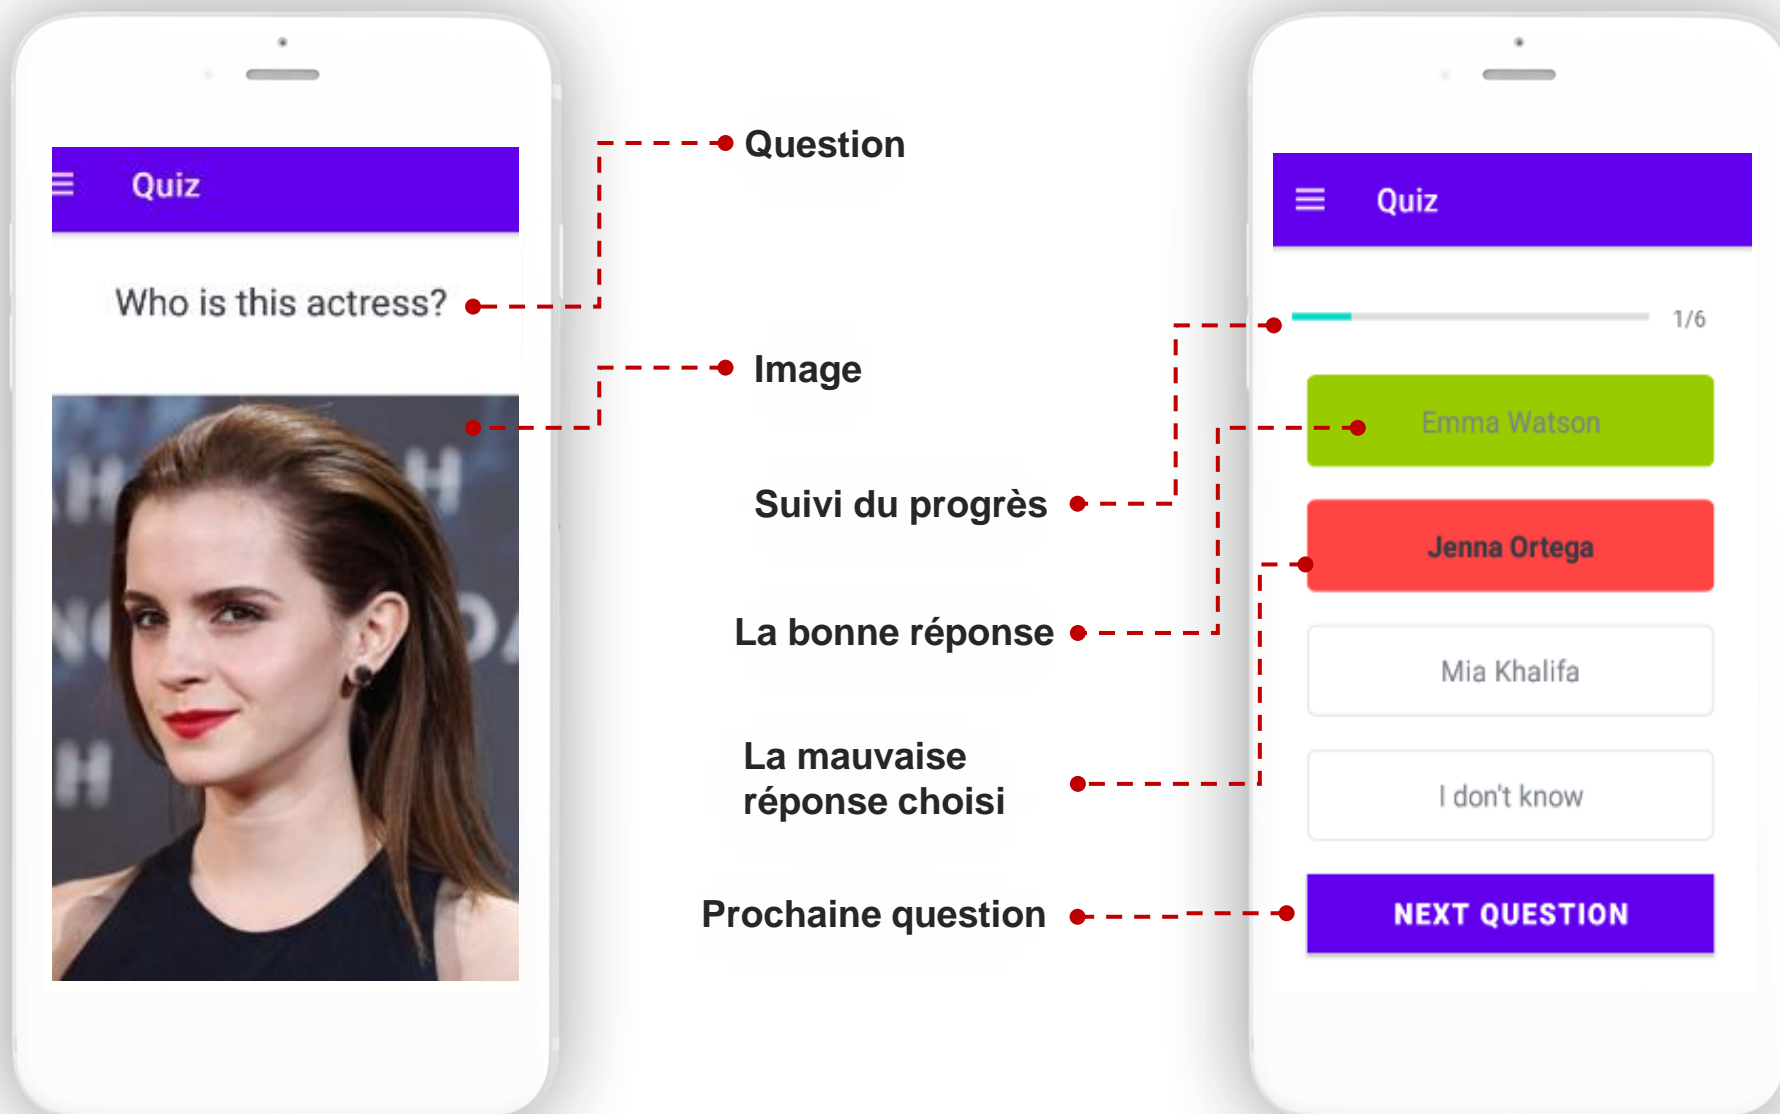 Quiz
Who is this actress?
Question
Image
Suivi du progrès
La bonne réponse
La mauvaise
réponse choisi
Prochaine question
Quiz
1/6
Emma Watson
Jenna Ortega
Mia Khalifa
I don't know
NEXT QUESTION